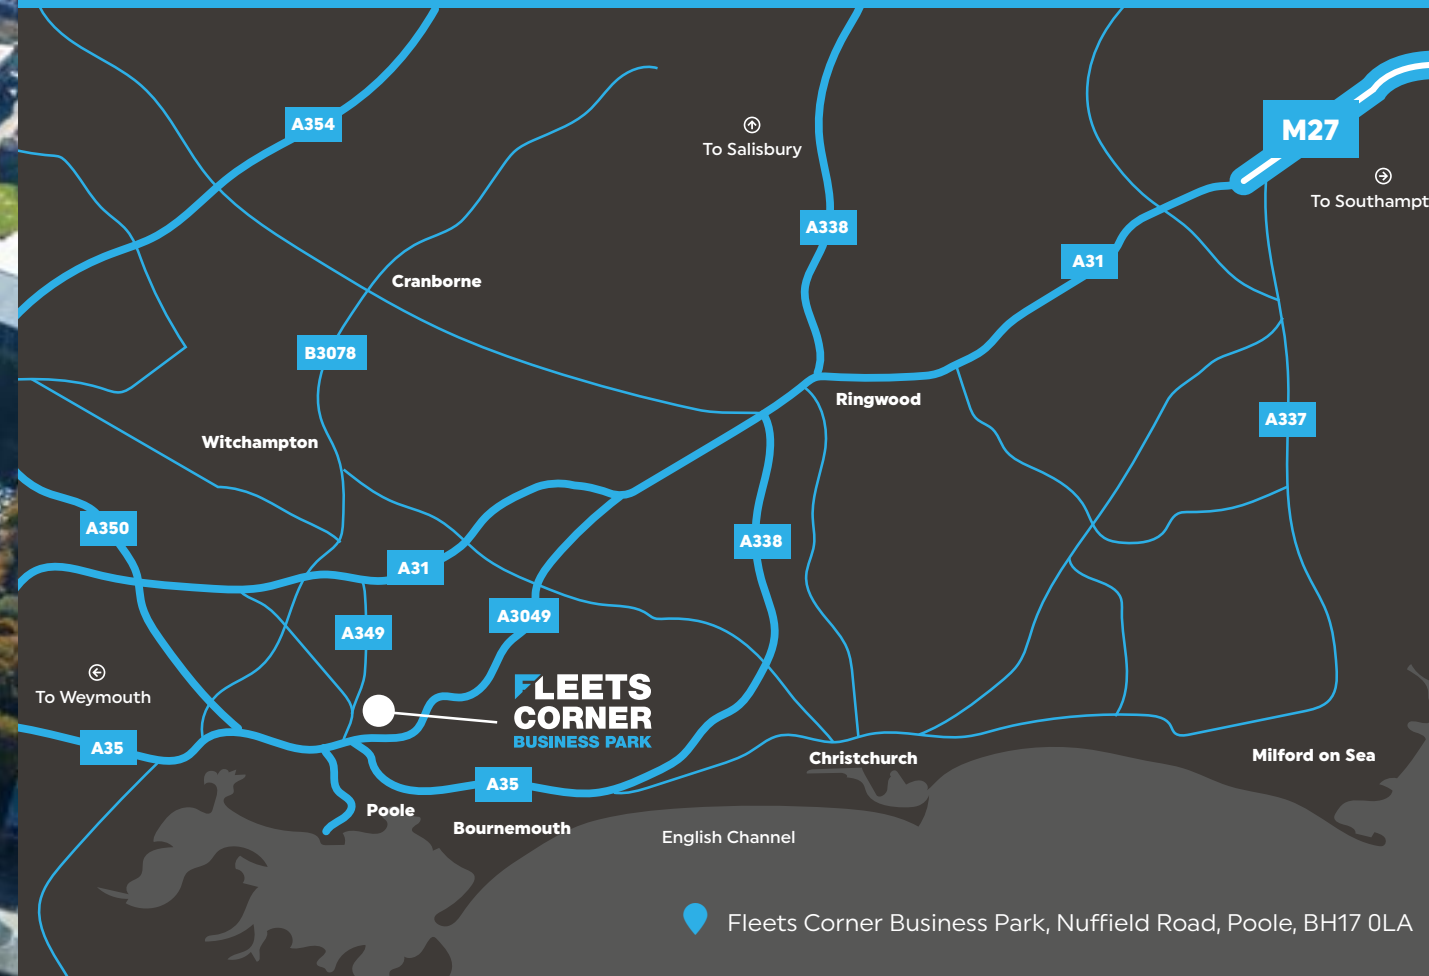 M27
A354
To Salisbury
To Southampt
A338
A31
Cranborne
B3078
Ringwood
A337
Witchampton
A350
A338
A31
A3049
A349
To Weymouth
FLEETS
CORNER
BUSINESS PARK
A35
Christchurch
Milford on Sea
A35
Poole
Bournemouth
English Channel
Fleets Corner Business Park, Nuffield Road, Poole, BH17 0LA